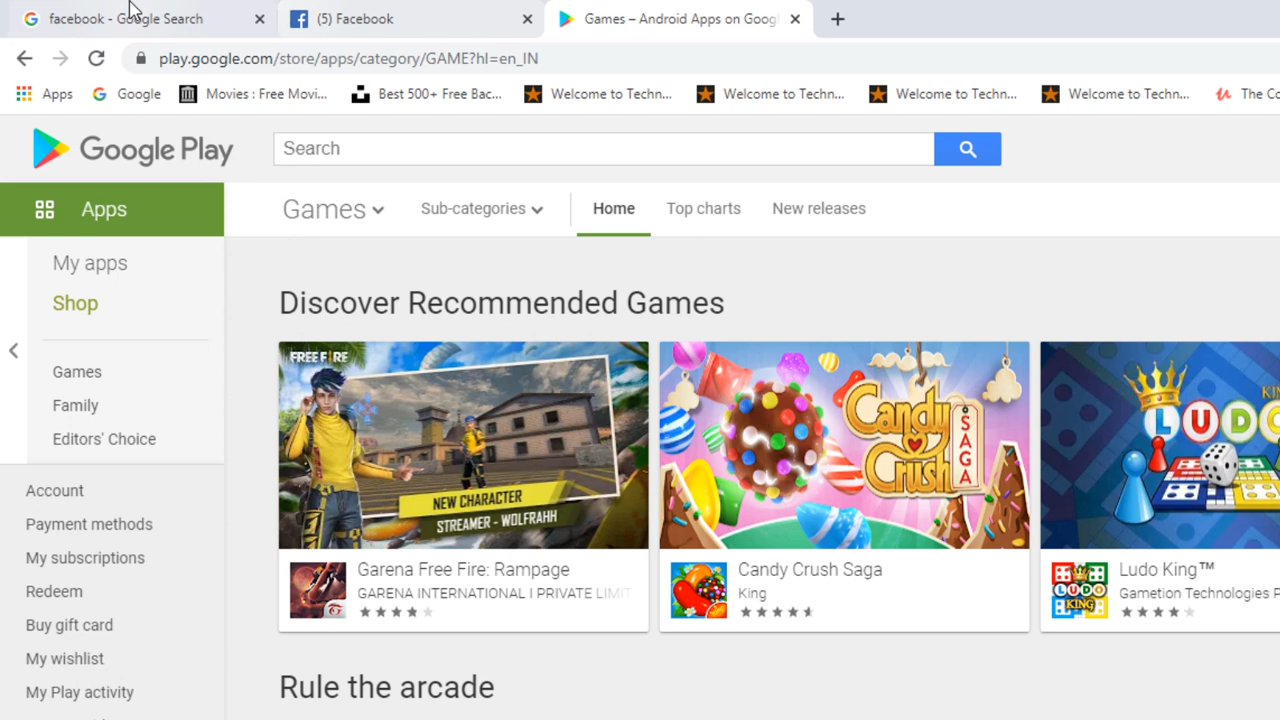 facebook - Google Search
(5) Facebook
Games – Android Apps on Goog
play.google.com/store/apps/category/GAME?hl=en_IN
Apps
Google
Movies : Free Movi...
Best 500+ Free Bac...
Welcome to Techn...
Welcome to Techn...
Welcome to Techn...
Welcome to Techn...
The Co
Google Play
Search
Apps
Games
Sub-categories
Home
Top charts
New releases
My apps
Shop
Games
Family
Editors' Choice
Account
Payment methods
My subscriptions
Redeem
Buy gift card
My wishlist
My Play activity
Discover Recommended Games
FREE FIRE
NEW CHARACTER
STREAMER - WOLFRAHH
Garena Free Fire: Rampage
GARENA INTERNATIONAL I PRIVATE LIMIT
Candy
Crush
SAGA
Candy Crush Saga
King
LUDO
LUDO
KING
Ludo King™
Gametion Technologies P
Rule the arcade